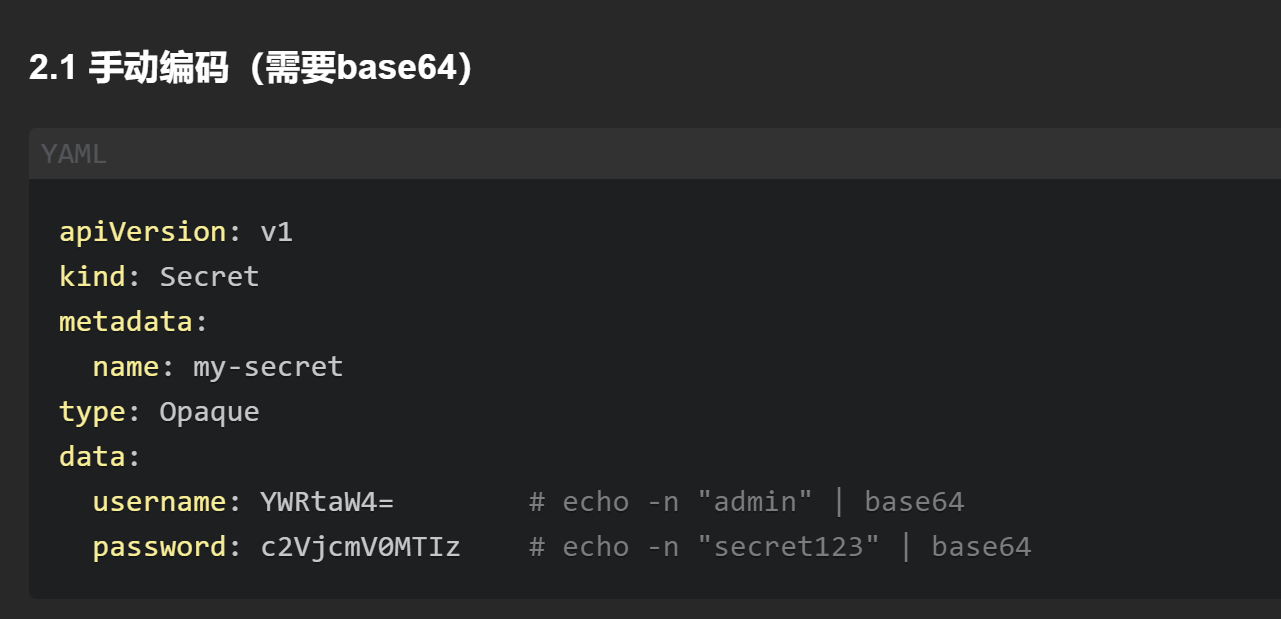 2.1 手动编码（需要base64）
YAML
apiVersion: v1
kind: Secret
metadata:
  name: my-secret
type: Opaque
data:
  username: YWRtaW4=        # echo -n "admin" | base64
  password: c2VjcmV0MTIz    # echo -n "secret123" | base64